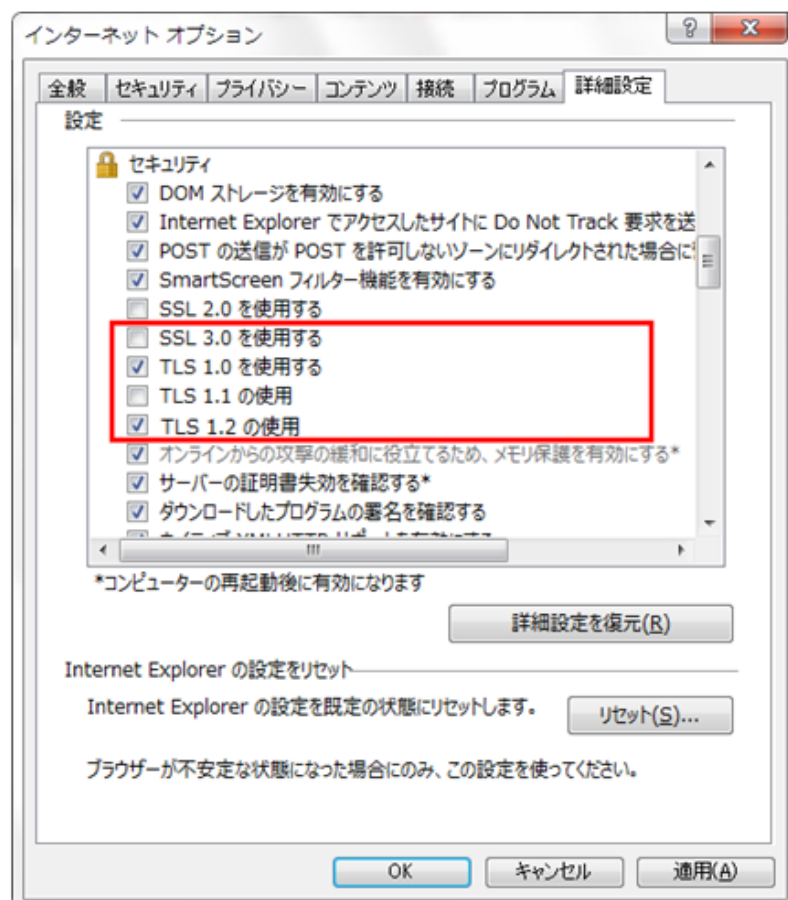 インターネット オプション
全般 セキュリティ プライバシー コンテンツ 接続 プログラム 詳細設定
設定
セキュリティ
DOM ストレージを有効にする
Internet Explorer でアクセスしたサイトに Do Not Track 要求を送
POST の送信が POST を許可しないゾーンにリダイレクトされた場合に
SmartScreen フィルター機能を有効にする
SSL 2.0 を使用する
SSL 3.0 を使用する
TLS 1.0 を使用する
TLS 1.1 の使用
TLS 1.2 の使用
オンラインからの攻撃の緩和に役立てるため、メモリ保護を有効にする*
サーバーの証明書失効を確認する*
ダウンロードしたプログラムの署名を確認する
*コンピューターの再起動後に有効になります
詳細設定を復元(R)
Internet Explorer の設定をリセット
Internet Explorer の設定を既定の状態にリセットします。
リセット(S)...
ブラウザーが不安定な状態になった場合にのみ、この設定を使ってください。
OK キャンセル 適用(A)